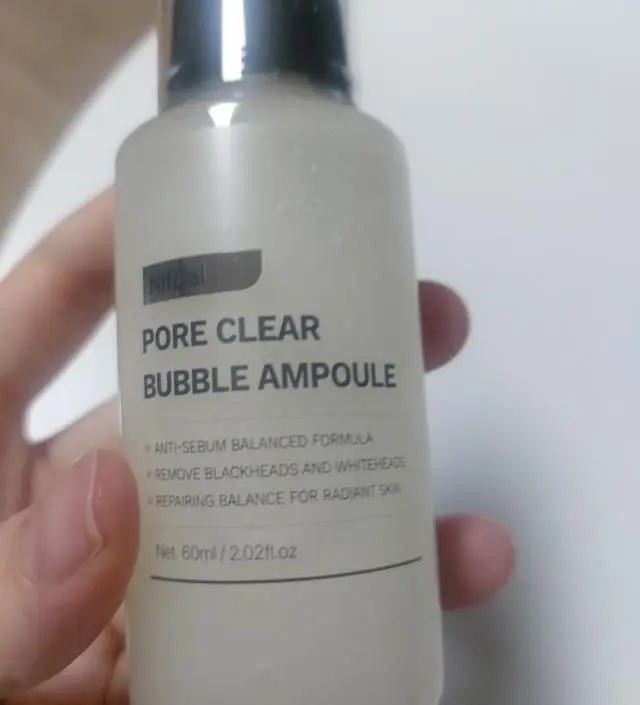 PORE CLEAR
BUBBLE AMPOULE
ANTI-SEBUM BALANCED FORMULA
REMOVE BLACKHEADS AND WHITEHEADS
REPAIRING BALANCE FOR RADIANT SKIN
Net 60ml / 2.02fl.oz